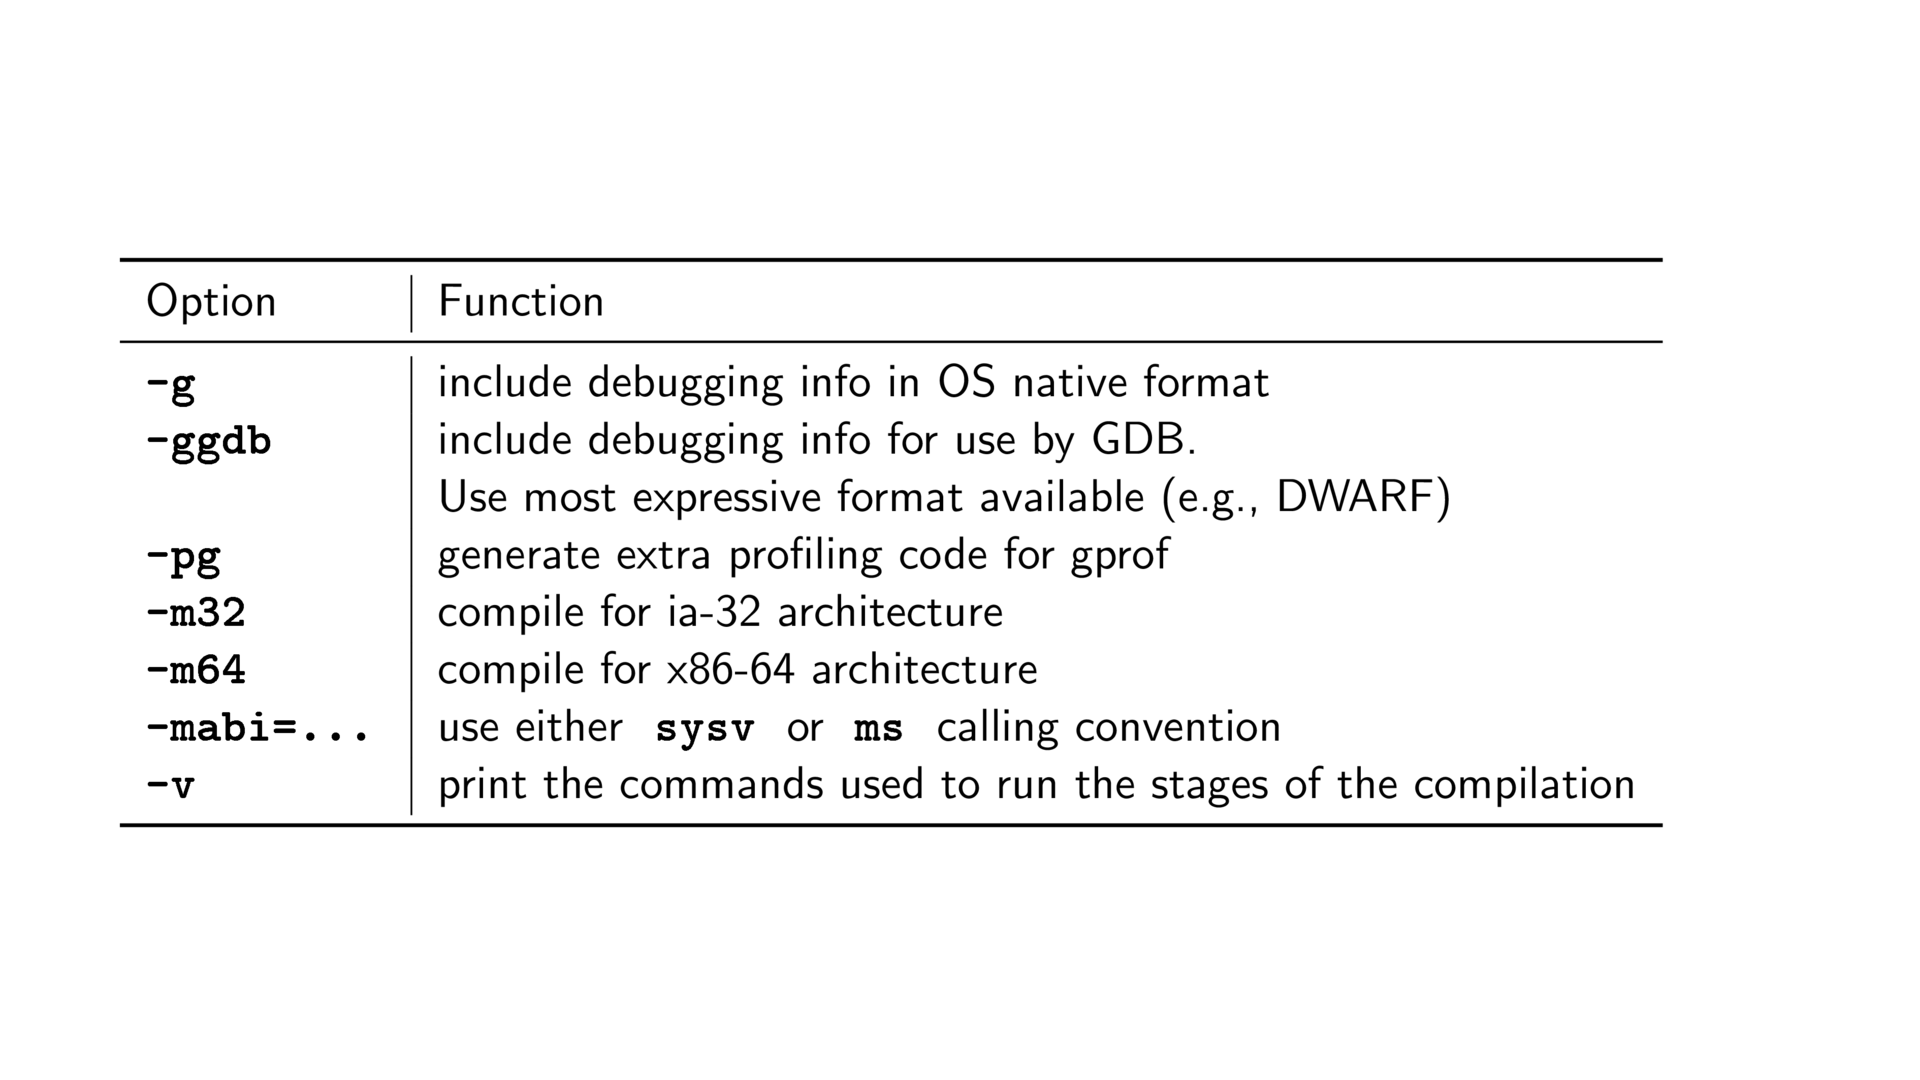 Option Function
-g include debugging info in OS native format
-ggdb include debugging info for use by GDB.
Use most expressive format available (e.g., DWARF)
-pg generate extra profiling code for gprof
-m32 compile for ia-32 architecture
-m64 compile for x86-64 architecture
-mabi=... use either sysv or ms calling convention
-v print the commands used to run the stages of the compilation